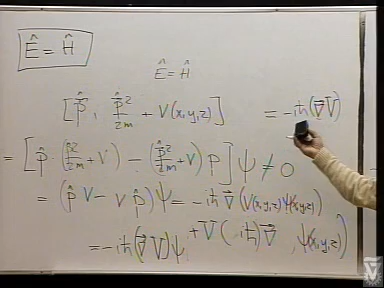 Ê = Ĥ
Ê = Ĥ
[p̂, p̂²/2m + V(x,y,z)] = -iħ(∇⃗V)
= [p̂·(p̂²/2m + V) - (p̂²/2m + V) p]ψ ≠ 0
= (p̂ V - V p̂)ψ = -iħ∇⃗(V(x,y,z)ψ(x,y,z))
= -iħ(∇⃗V)ψ + V(iħ)∇⃗ ψ(x,y,z))